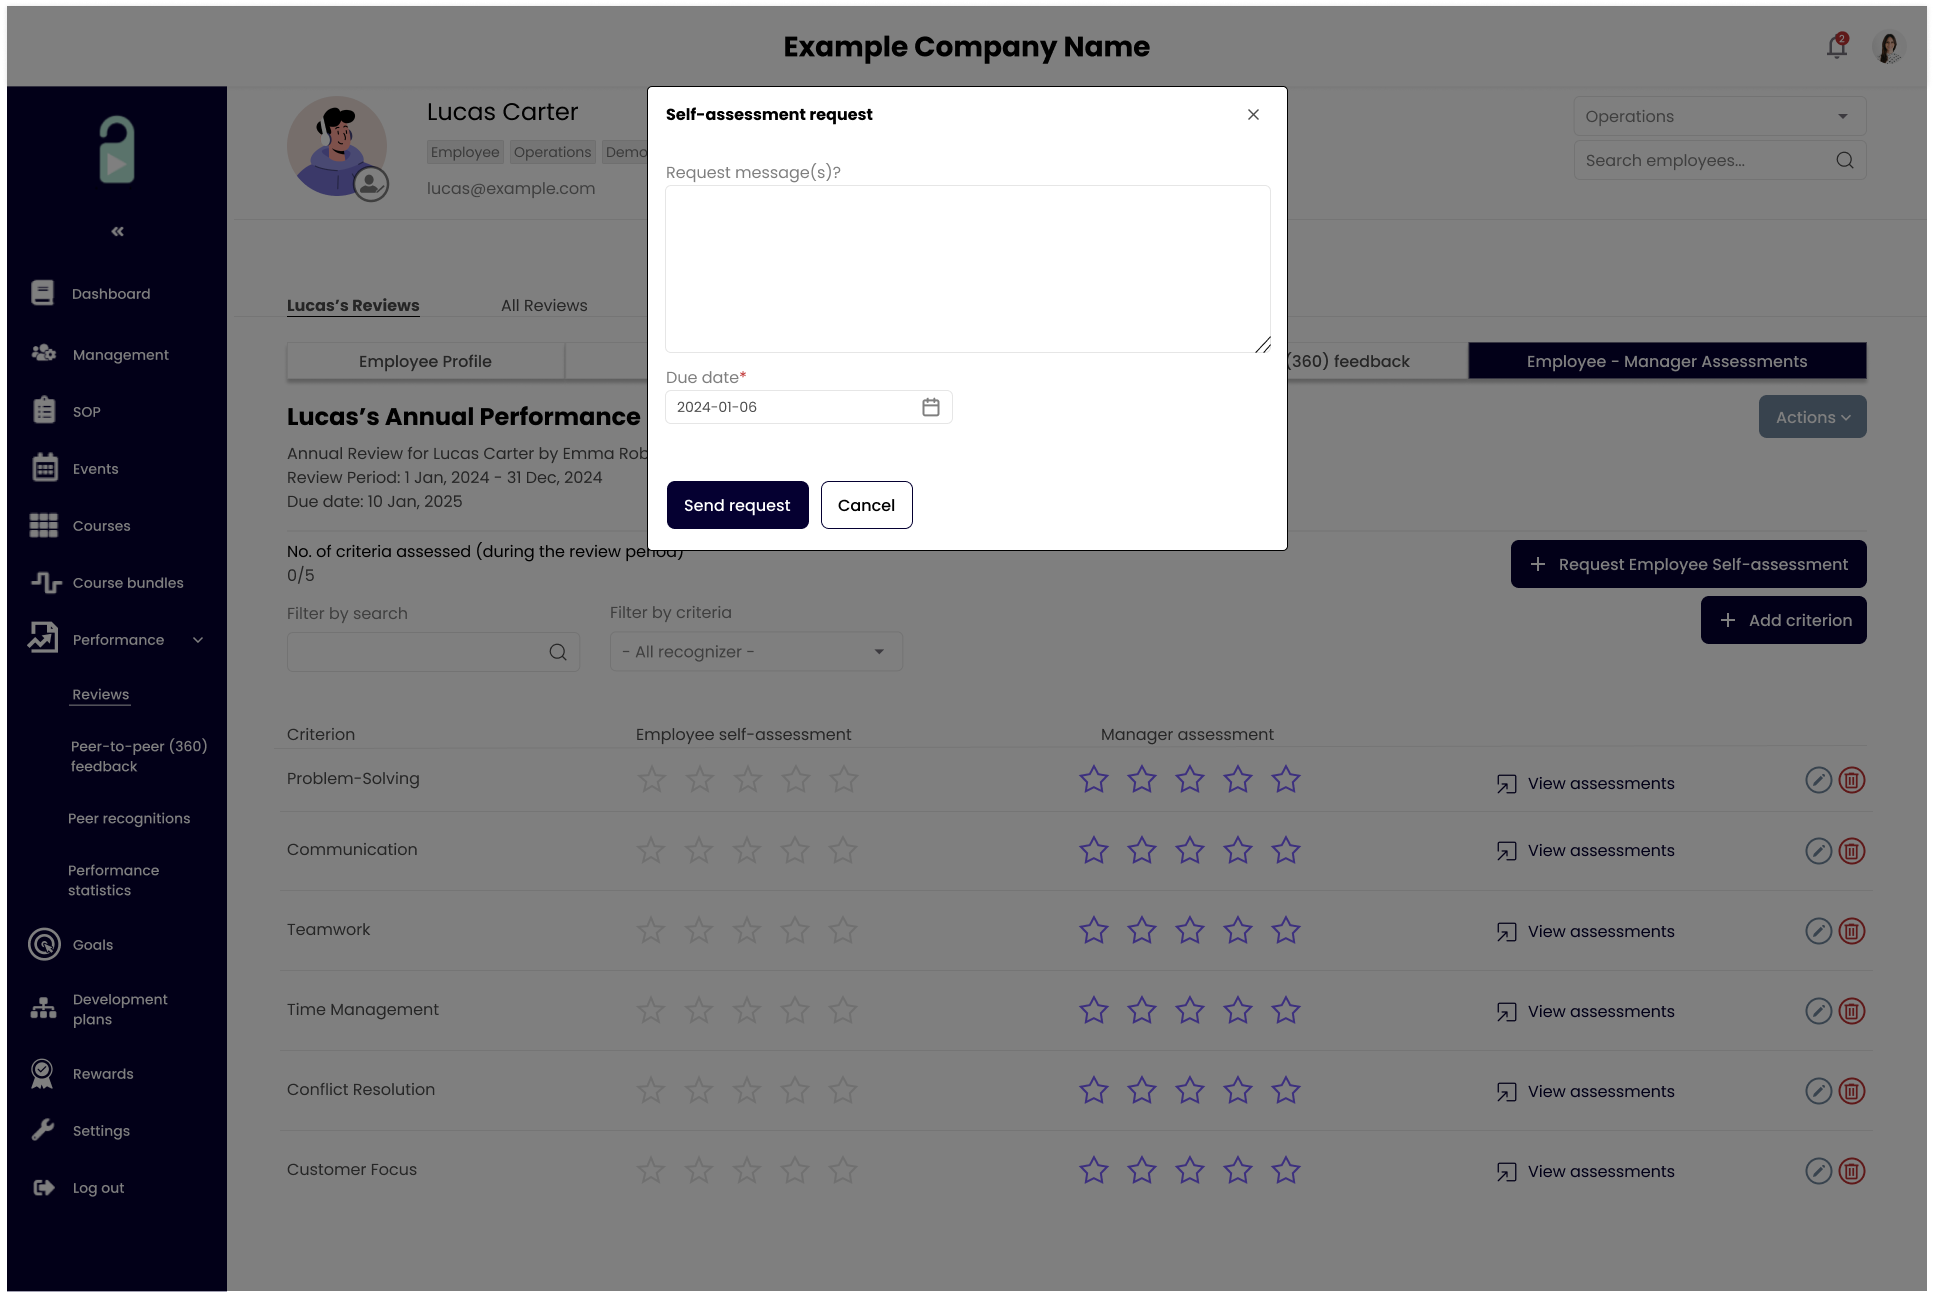 Example Company Name
2
Dashboard
Management
SOP
Events
Courses
Course bundles
Performance
Reviews
Peer-to-peer (360)
feedback
Peer recognitions
Performance
statistics
Goals
Development
plans
Rewards
Settings
Log out
Lucas Carter
Employee Operations Demo
lucas@example.com
Operations
Search employees...
Lucas's Reviews All Reviews
Employee Profile (360) feedback Employee - Manager Assessments
Lucas's Annual Performance
Actions
Annual Review for Lucas Carter by Emma Rob
Review Period: 1 Jan, 2024 - 31 Dec, 2024
Due date: 10 Jan, 2025
Self-assessment request
Request message(s)?
Due date*
2024-01-06
Send request Cancel
No. of criteria assessed (during the review period)
0/5
Request Employee Self-assessment
Add criterion
Filter by search Filter by criteria
- All recognizer -
Criterion Employee self-assessment Manager assessment
Problem-Solving View assessments
Communication View assessments
Teamwork View assessments
Time Management View assessments
Conflict Resolution View assessments
Customer Focus View assessments